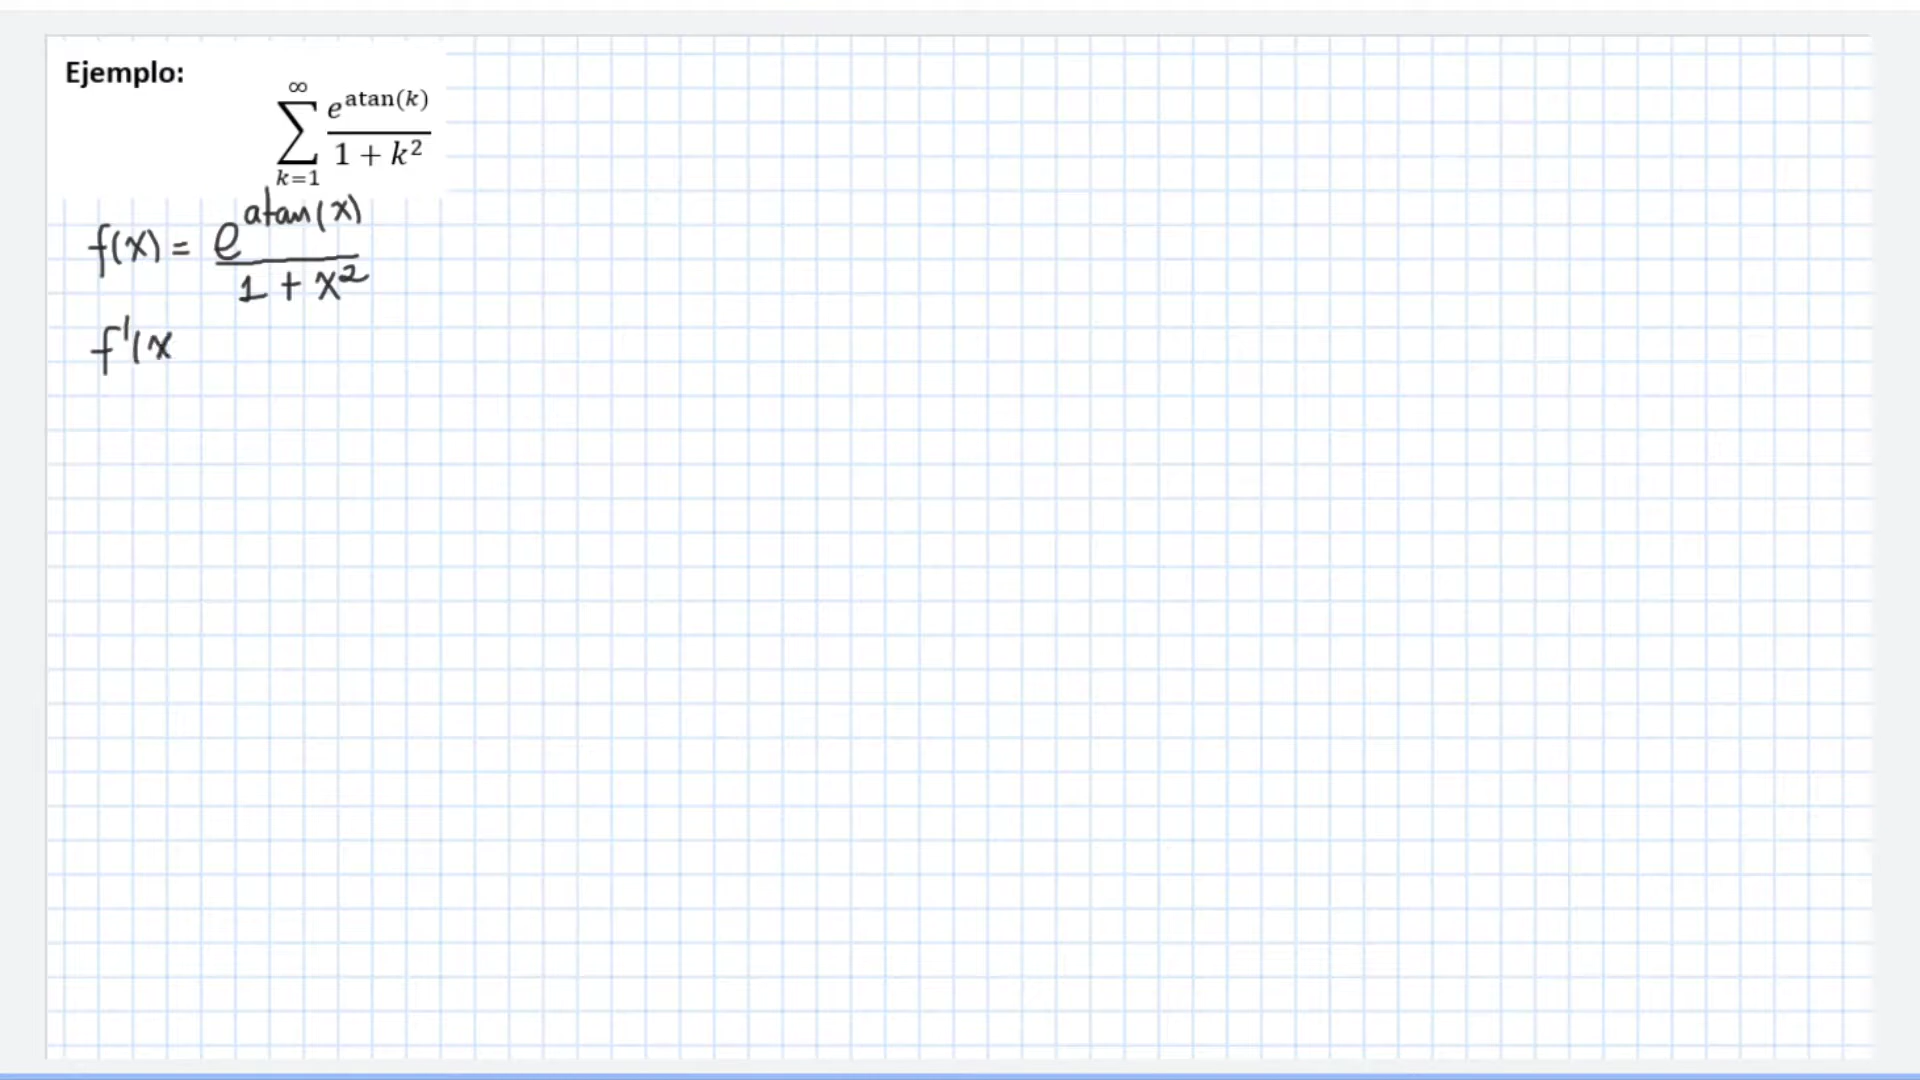 Ejemplo:
∑_{k=1}^{∞} e^{atan(k)} / (1 + k²)
f(x) = e^{atan(x)} / (1 + x²)
f'(x